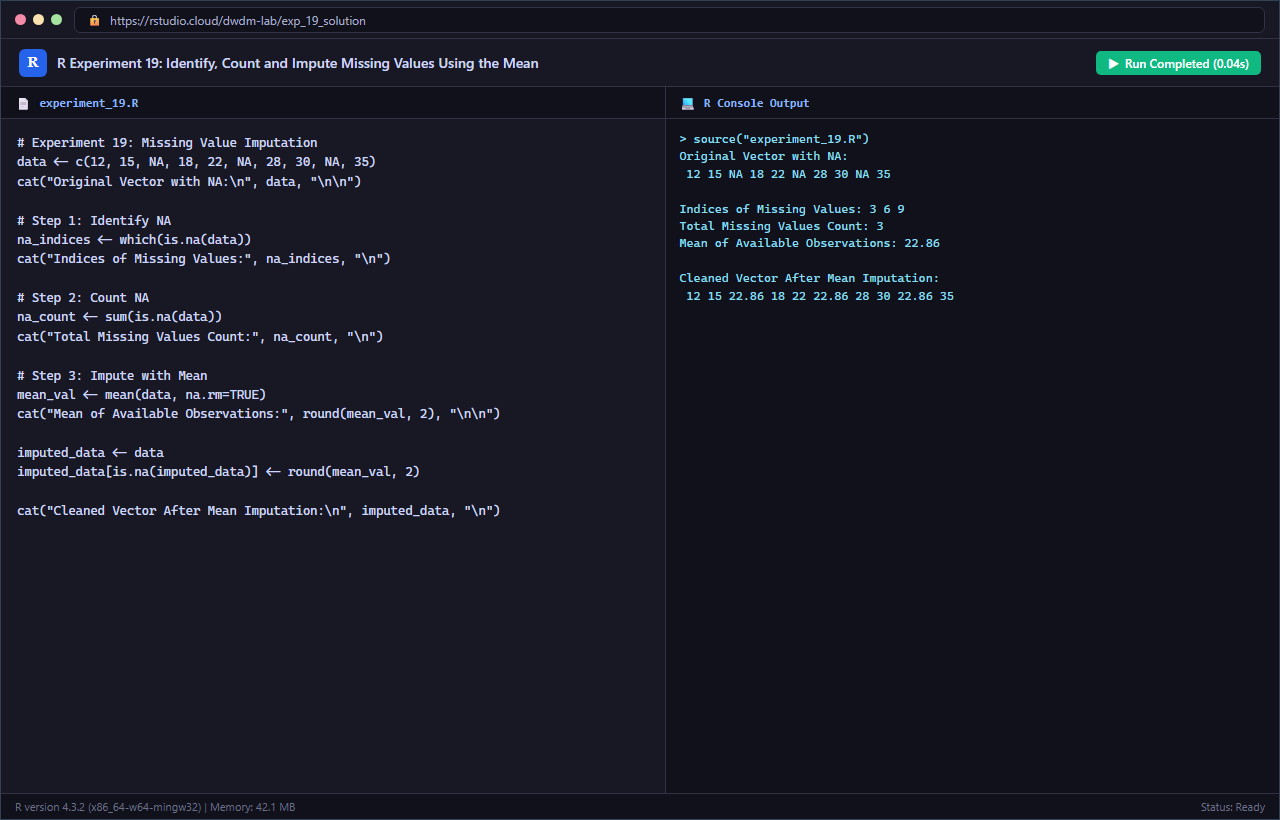 https://rstudio.cloud/dwdm-lab/exp_19_solution
R
R Experiment 19: Identify, Count and Impute Missing Values Using the Mean
▶ Run Completed (0.04s)
experiment_19.R
# Experiment 19: Missing Value Imputation
data <- c(12, 15, NA, 18, 22, NA, 28, 30, NA, 35)
cat("Original Vector with NA:\n", data, "\n\n")

# Step 1: Identify NA
na_indices <- which(is.na(data))
cat("Indices of Missing Values:", na_indices, "\n")

# Step 2: Count NA
na_count <- sum(is.na(data))
cat("Total Missing Values Count:", na_count, "\n")

# Step 3: Impute with Mean
mean_val <- mean(data, na.rm=TRUE)
cat("Mean of Available Observations:", round(mean_val, 2), "\n\n")

imputed_data <- data
imputed_data[is.na(imputed_data)] <- round(mean_val, 2)

cat("Cleaned Vector After Mean Imputation:\n", imputed_data, "\n")
R Console Output
> source("experiment_19.R")
Original Vector with NA:
 12 15 NA 18 22 NA 28 30 NA 35

Indices of Missing Values: 3 6 9
Total Missing Values Count: 3
Mean of Available Observations: 22.86

Cleaned Vector After Mean Imputation:
 12 15 22.86 18 22 22.86 28 30 22.86 35
R version 4.3.2 (x86_64-w64-mingw32) | Memory: 42.1 MB
Status: Ready